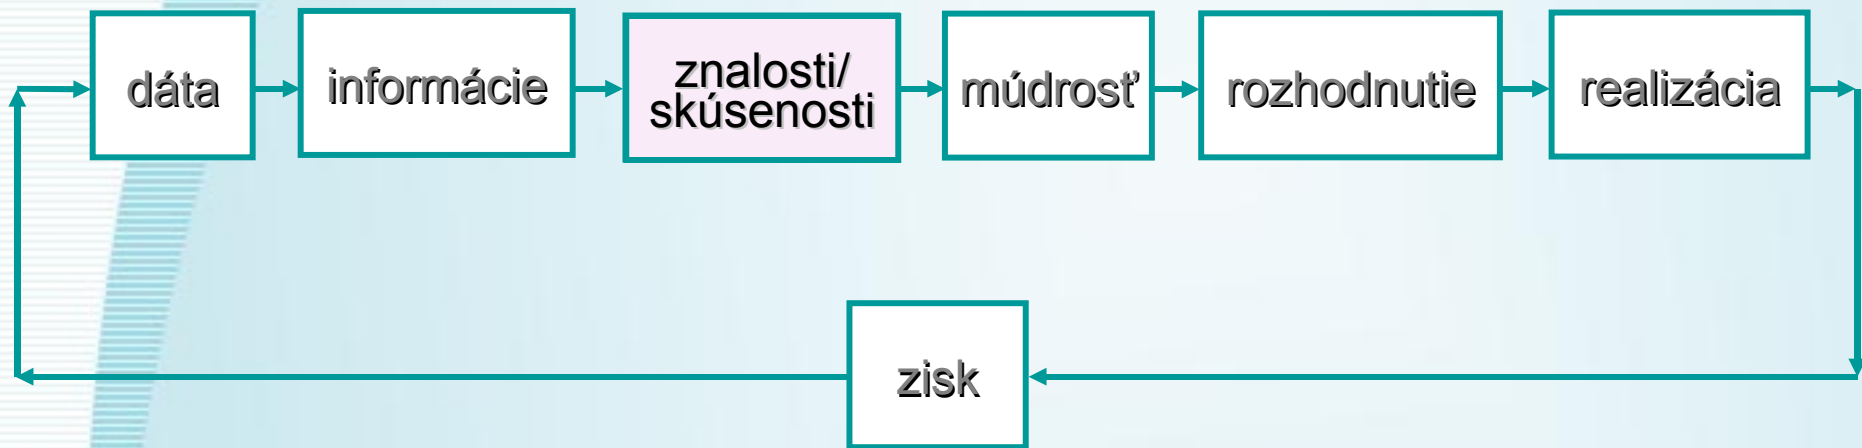 dáta
informácie
znalosti/
skúsenosti
múdrosť
rozhodnutie
realizácia
zisk